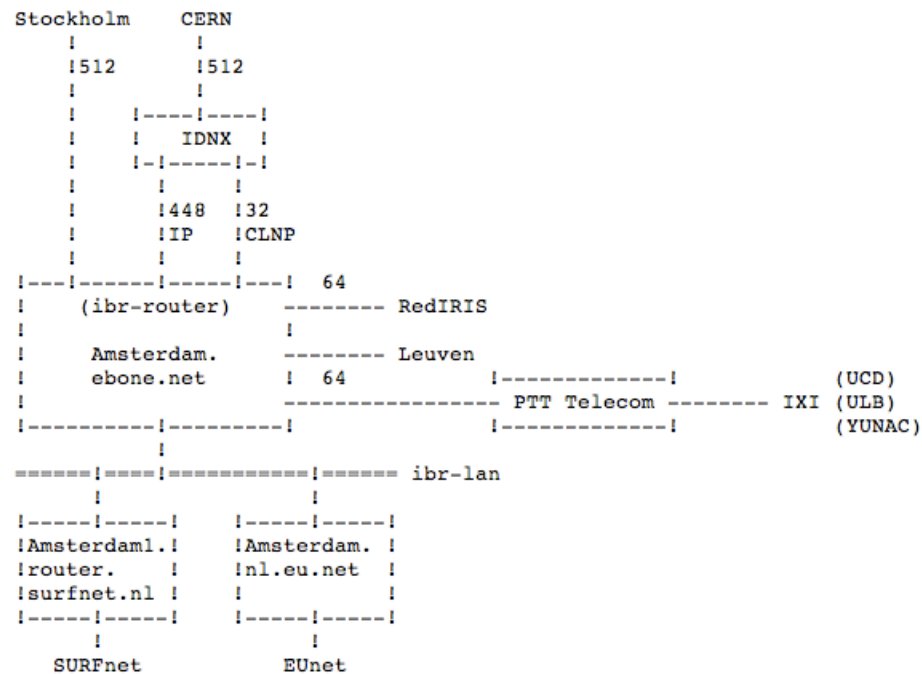 Stockholm    CERN
    !          !
    !512       !512
    !          !
    !    !----!----!
    !    !   IDNX  !
    !    !-!-----!-!
    !      !     !
    !      !448  !32
    !      !IP   !CLNP
    !      !     !
!---!------!-----!---!  64
!    (ibr-router)    -------- RedIRIS
!                    !
!     Amsterdam.     -------- Leuven
!     ebone.net      !  64           !-------------!            (UCD)
!                    ----------------- PTT Telecom -------- IXI (ULB)
!----------!---------!               !-------------!            (YUNAC)
           !
======!====!===========!====== ibr-lan
      !                !
!-----!-----!    !-----!-----!
!Amsterdam1.!    !Amsterdam. !
!router.    !    !nl.eu.net  !
!surfnet.nl !    !           !
!-----!-----!    !-----!-----!
      !                !
   SURFnet           EUnet